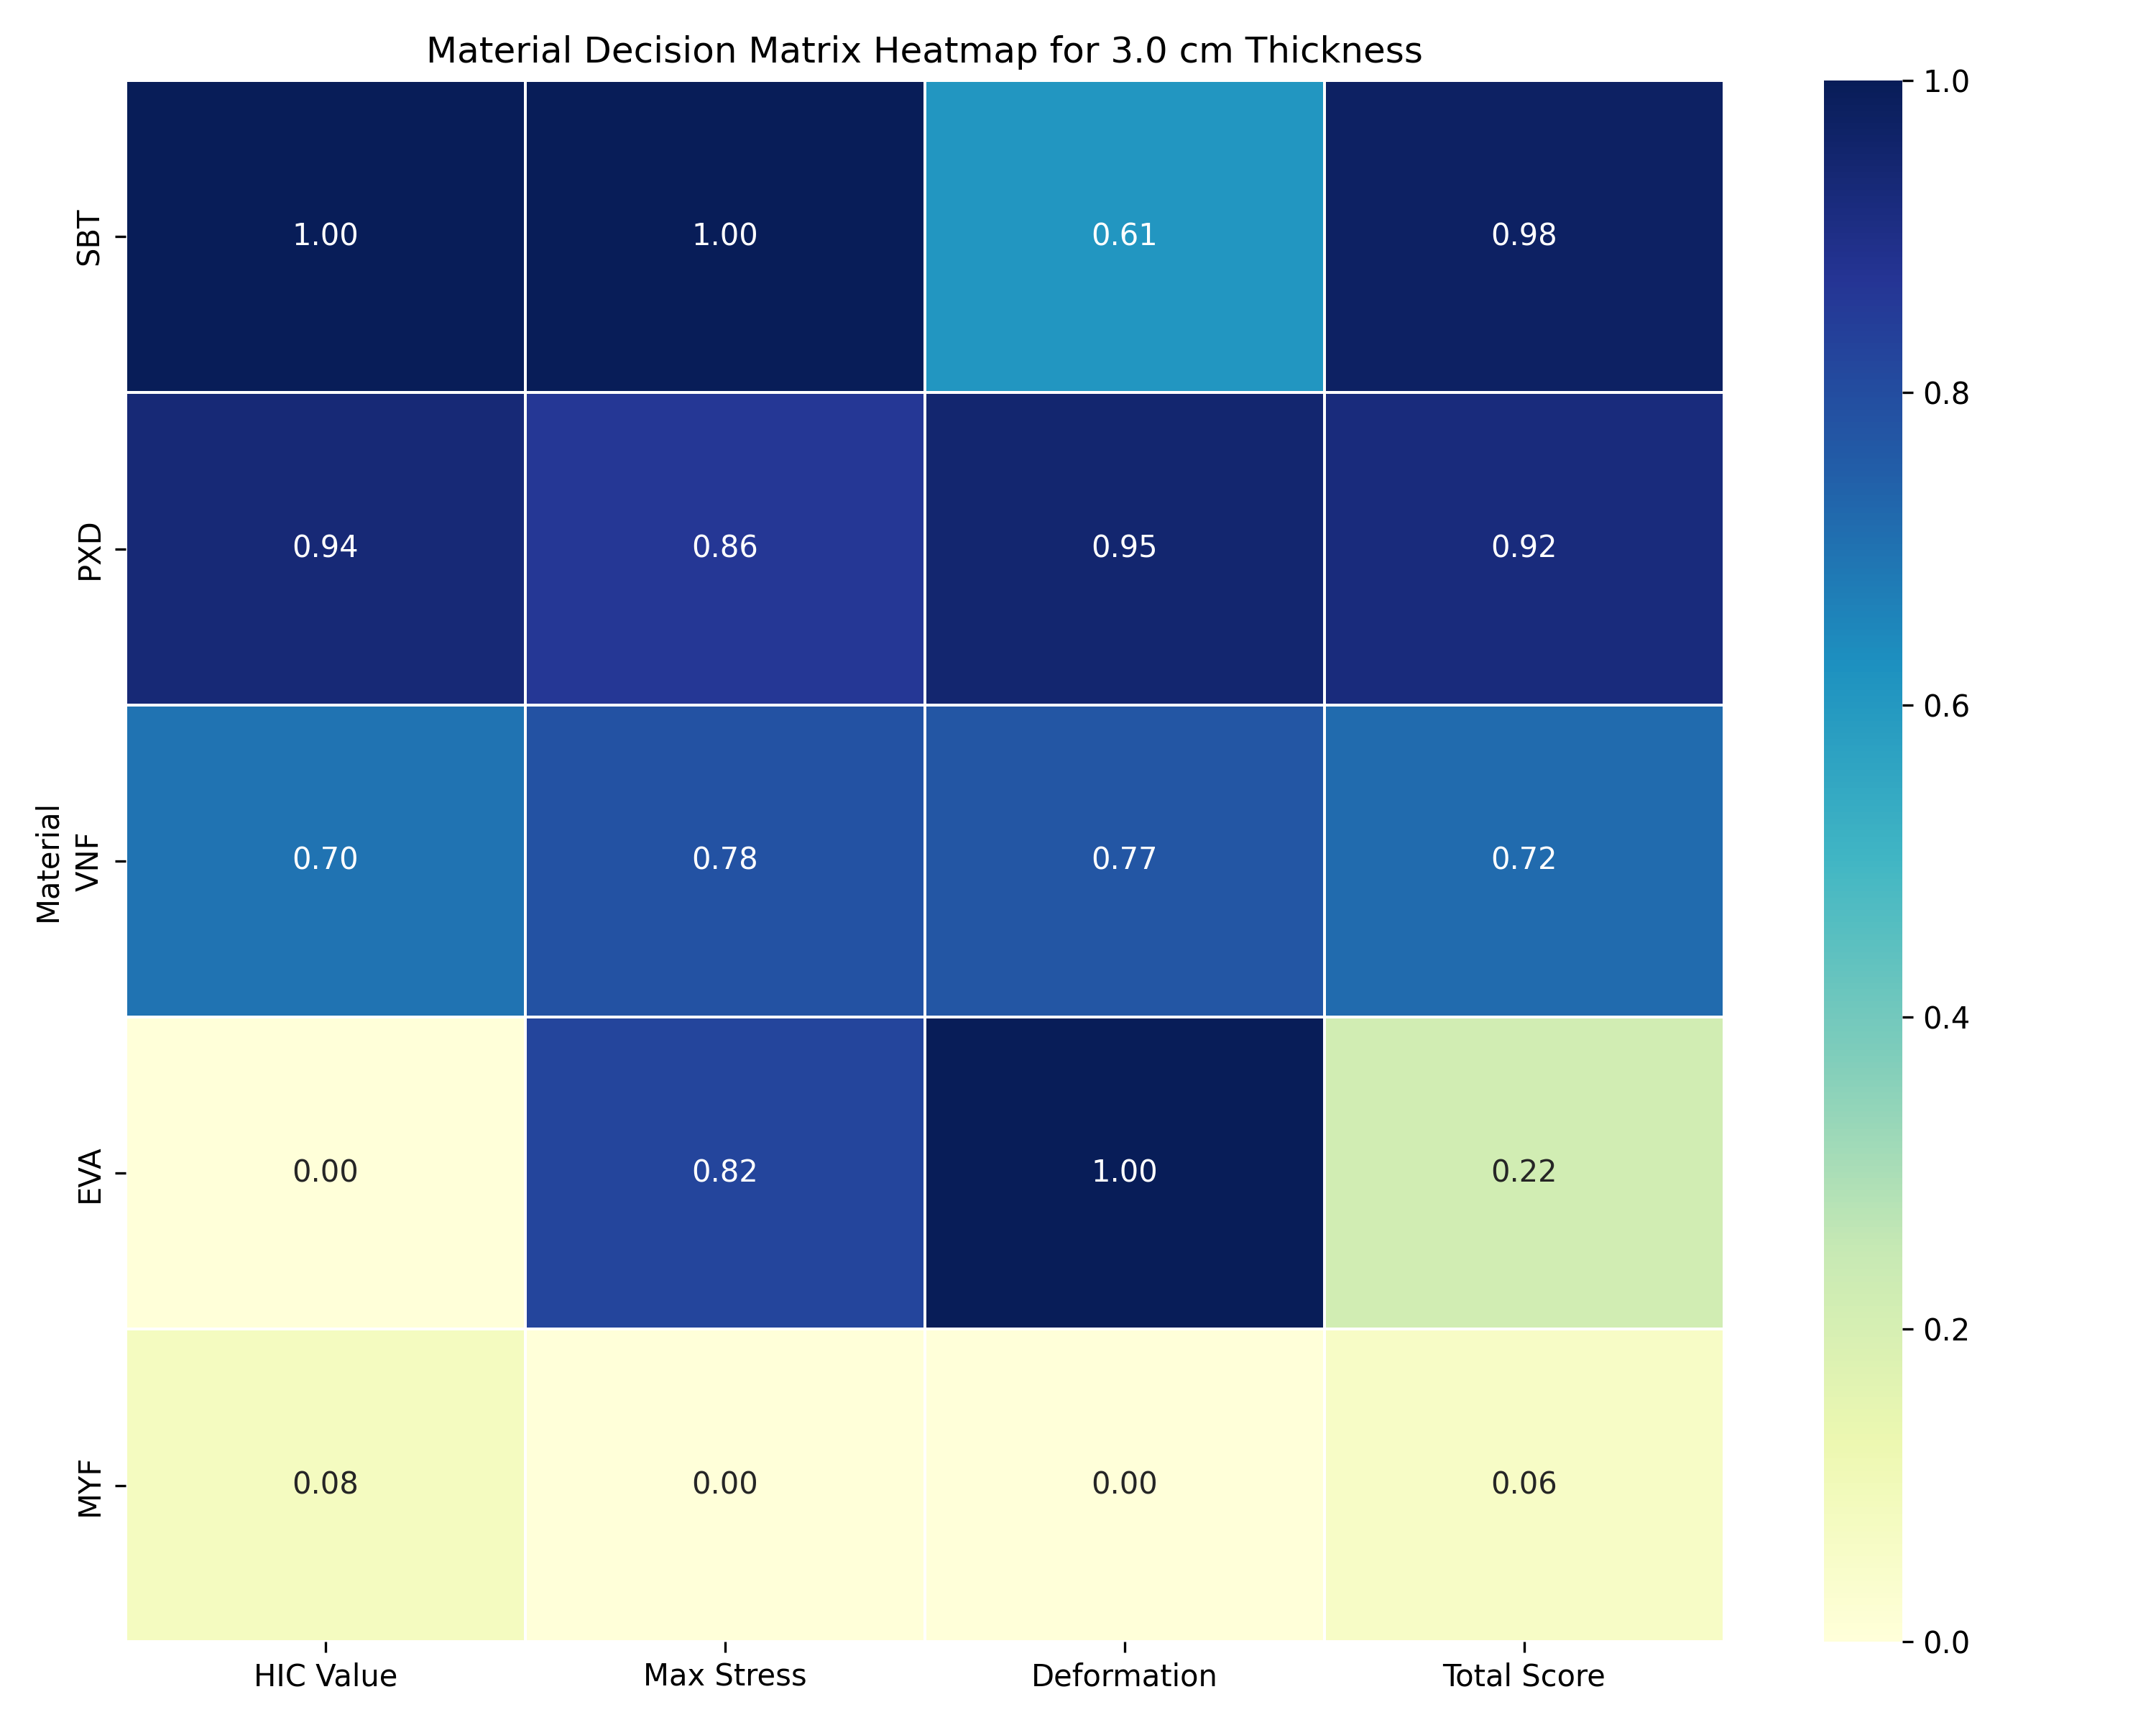 Material Decision Matrix Heatmap for 3.0 cm Thickness
Material
SBT
1.00 1.00 0.61 0.98
PXD
0.94 0.86 0.95 0.92
VNF
0.70 0.78 0.77 0.72
EVA
0.00 0.82 1.00 0.22
MYF
0.08 0.00 0.00 0.06
HIC Value Max Stress Deformation Total Score
1.0
0.8
0.6
0.4
0.2
0.0